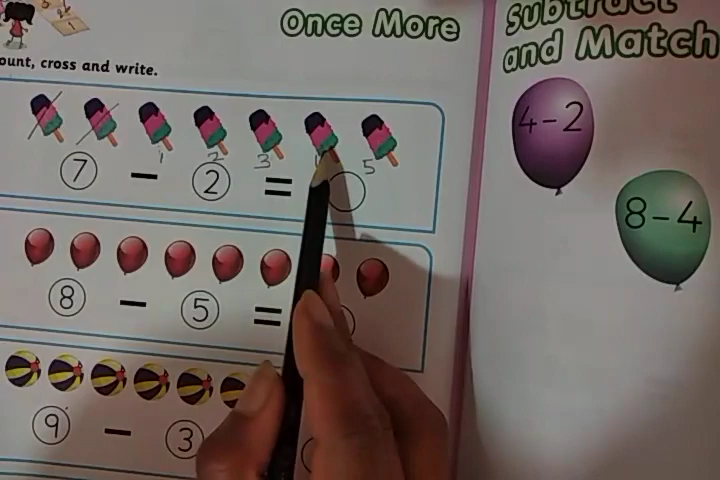 Once More
Subtract
and Match
ount, cross and write.
1 2 3 5
7 - 2 =
8 - 5 =
9 - 3
4-2
8-4